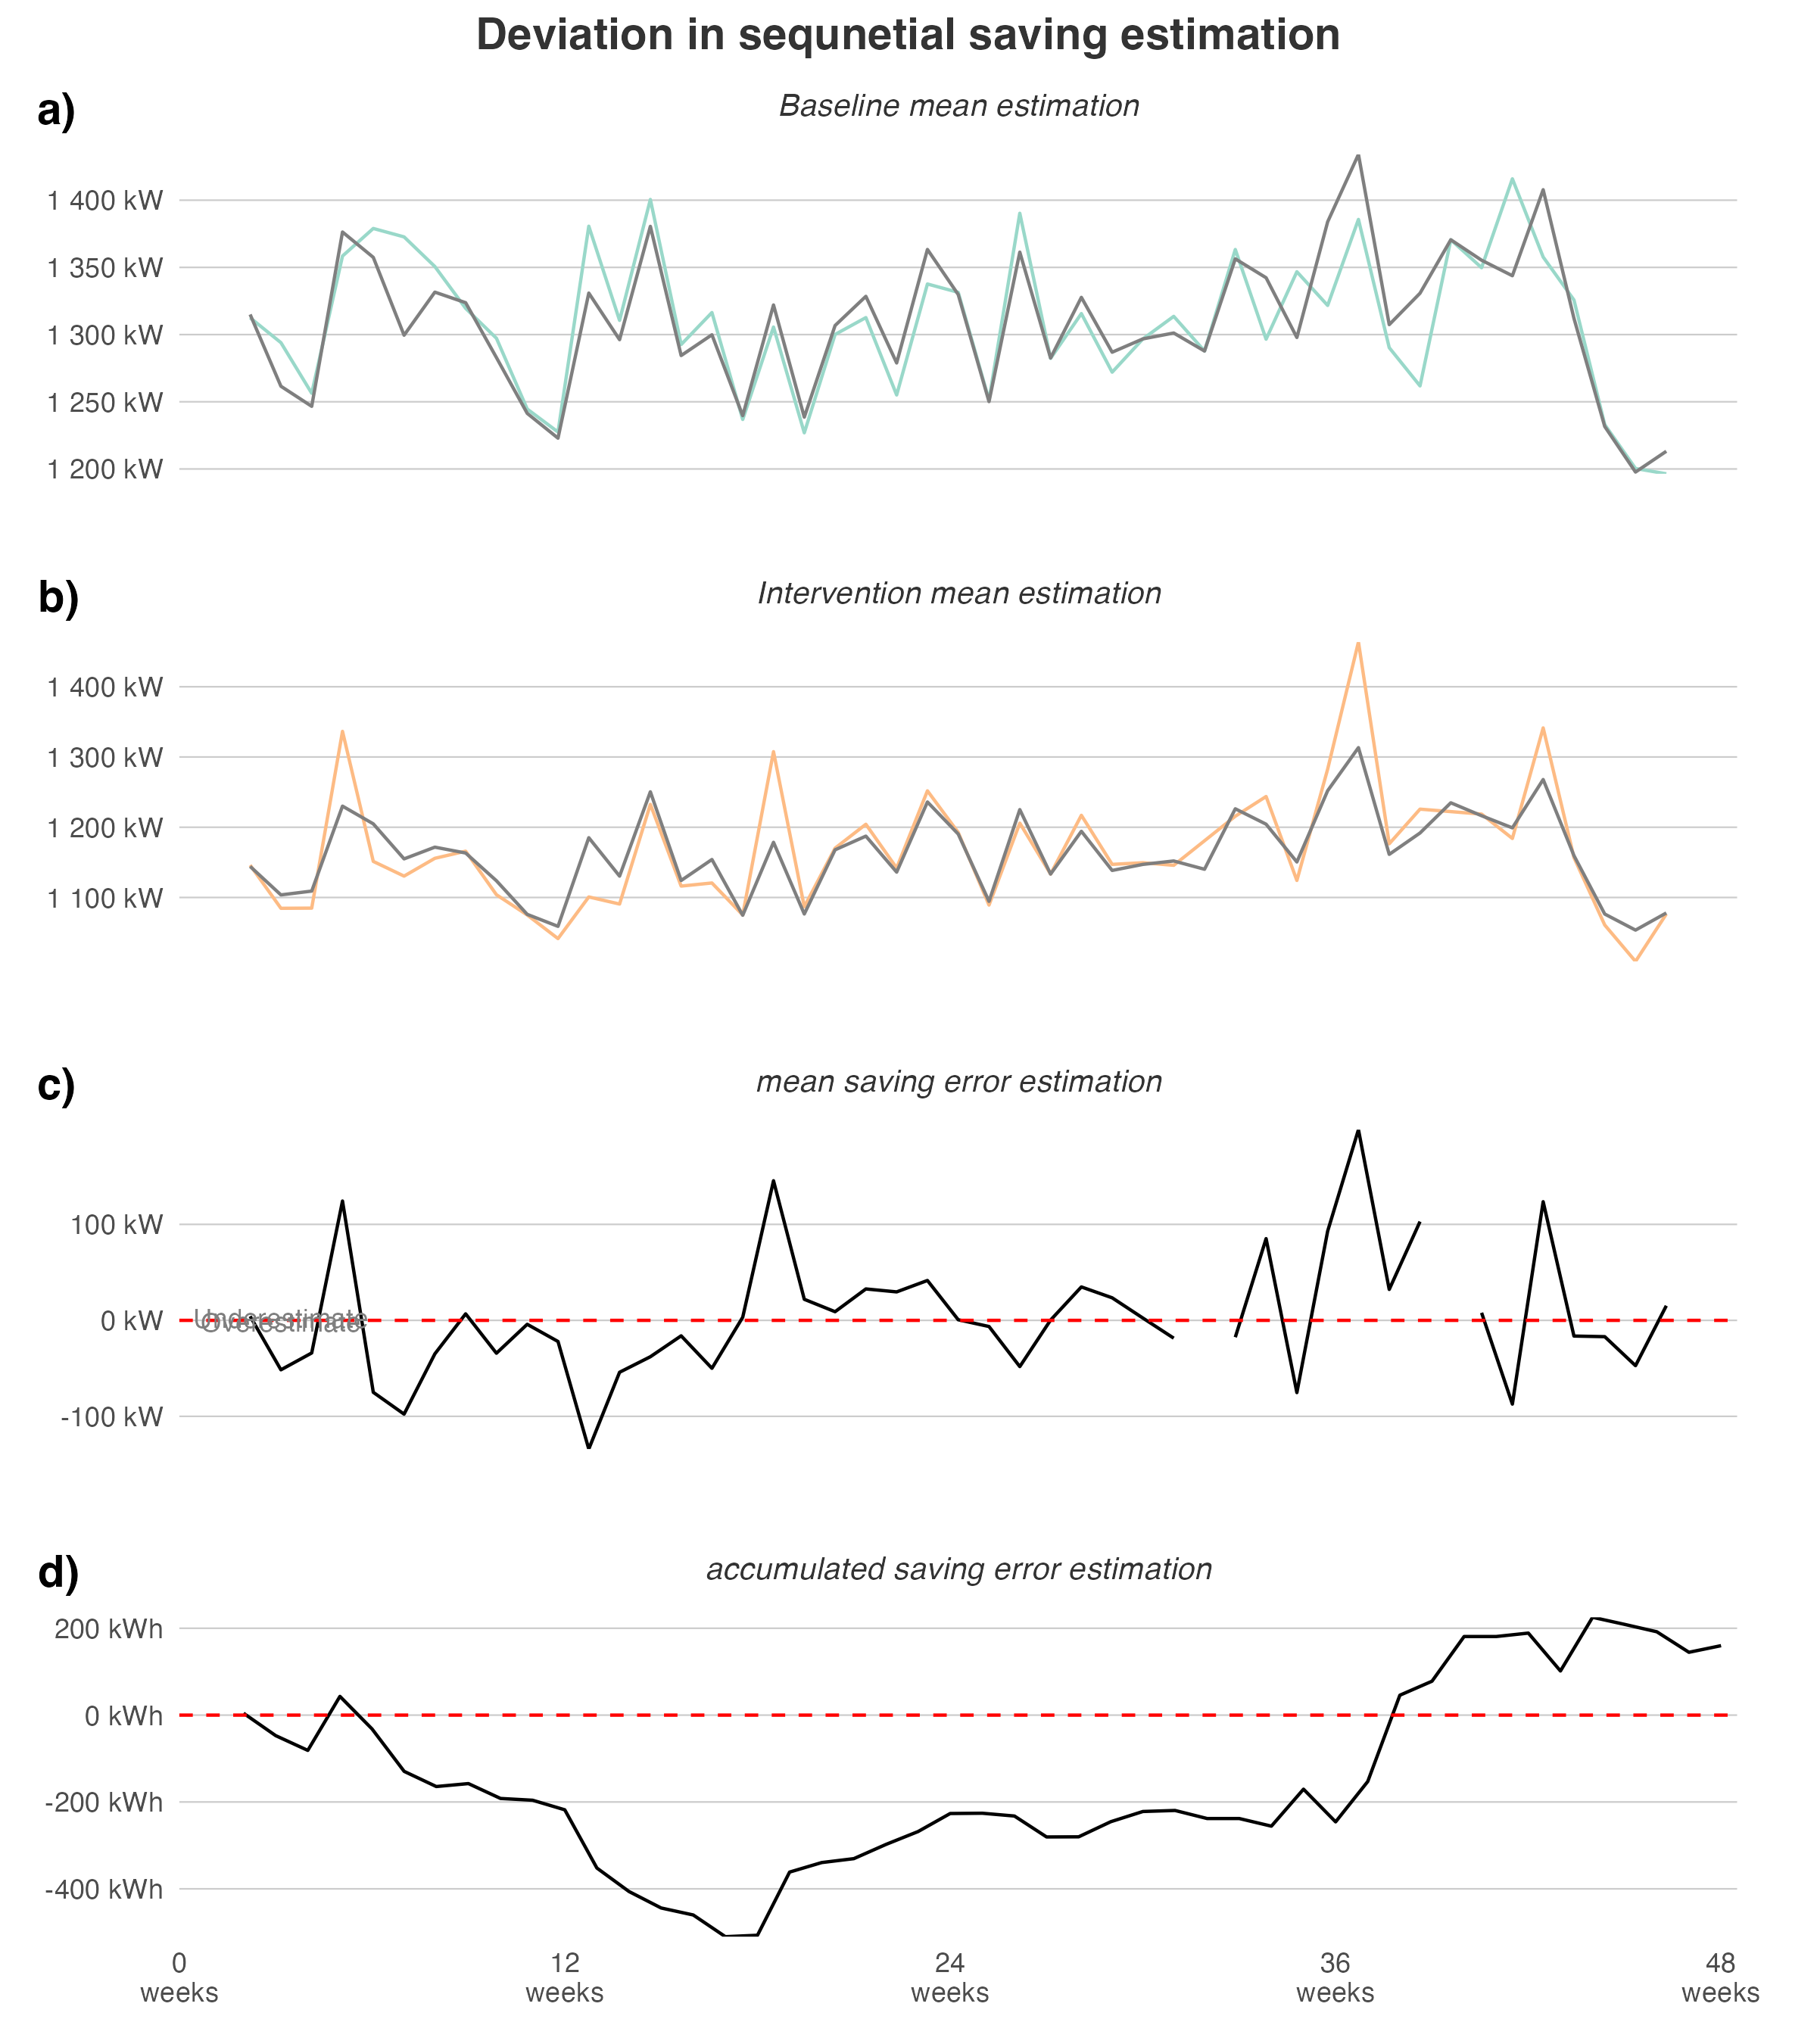 Deviation in sequnetial saving estimation
a)
Baseline mean estimation
1 400 kW
1 350 kW
1 300 kW
1 250 kW
1 200 kW
b)
Intervention mean estimation
1 400 kW
1 300 kW
1 200 kW
1 100 kW
c)
mean saving error estimation
100 kW
0 kW
-100 kW
Underestimate
Overestimate
d)
accumulated saving error estimation
200 kWh
0 kWh
-200 kWh
-400 kWh
0 12 24 36 48
weeks weeks weeks weeks weeks